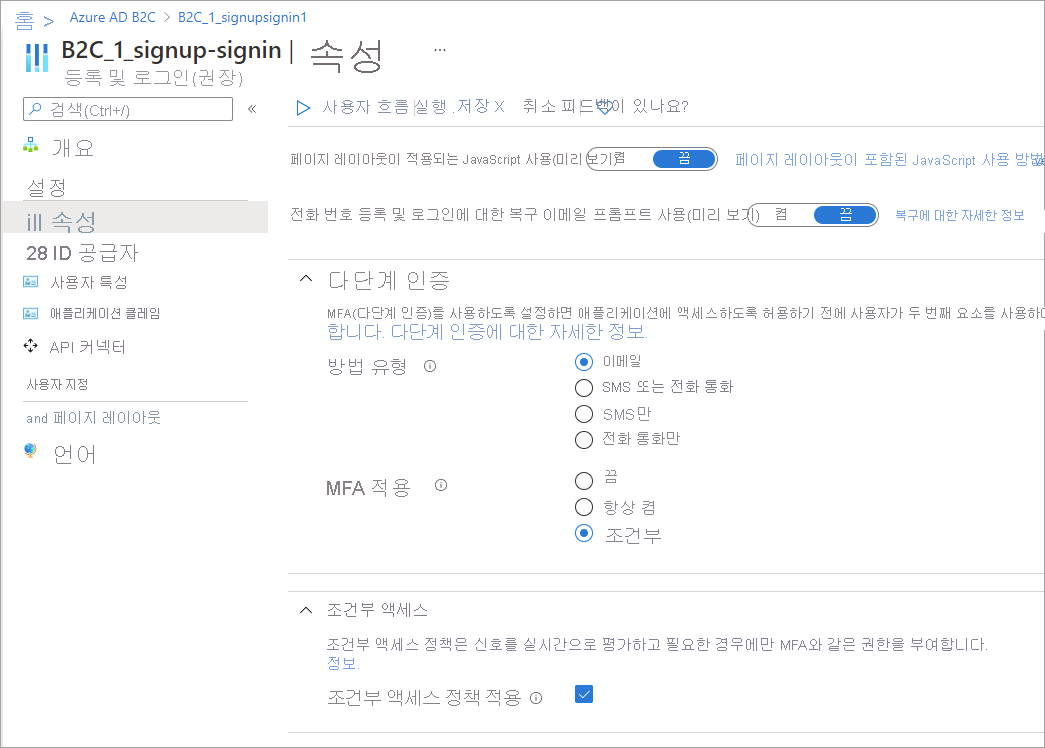 홈 > Azure AD B2C > B2C_1_signupsignin1
B2C_1_signup-signin | 속성 ...
등록 및 로그인(권장)
검색(Ctrl+/) «
개요
설정
ill 속성
28 ID 공급자
사용자 특성
애플리케이션 클레임
API 커넥터
사용자 지정
and 페이지 레이아웃
언어
사용자 흐름 실행 .저장 X 취소 피드백이 있나요?
페이지 레이아웃이 적용되는 JavaScript 사용(미리 보기) 켬 끔 페이지 레이아웃이 포함된 JavaScript 사용 방법
전화 번호 등록 및 로그인에 대한 복구 이메일 프롬프트 사용(미리 보기) 켬 끔 복구에 대한 자세한 정보
다단계 인증
MFA(다단계 인증)를 사용하도록 설정하면 애플리케이션에 액세스하도록 허용하기 전에 사용자가 두 번째 요소를 사용하여
합니다. 다단계 인증에 대한 자세한 정보.
방법 유형
이메일
SMS 또는 전화 통화
SMS만
전화 통화만
MFA 적용
끔
항상 켬
조건부
조건부 액세스
조건부 액세스 정책은 신호를 실시간으로 평가하고 필요한 경우에만 MFA와 같은 권한을 부여합니다.
정보.
조건부 액세스 정책 적용